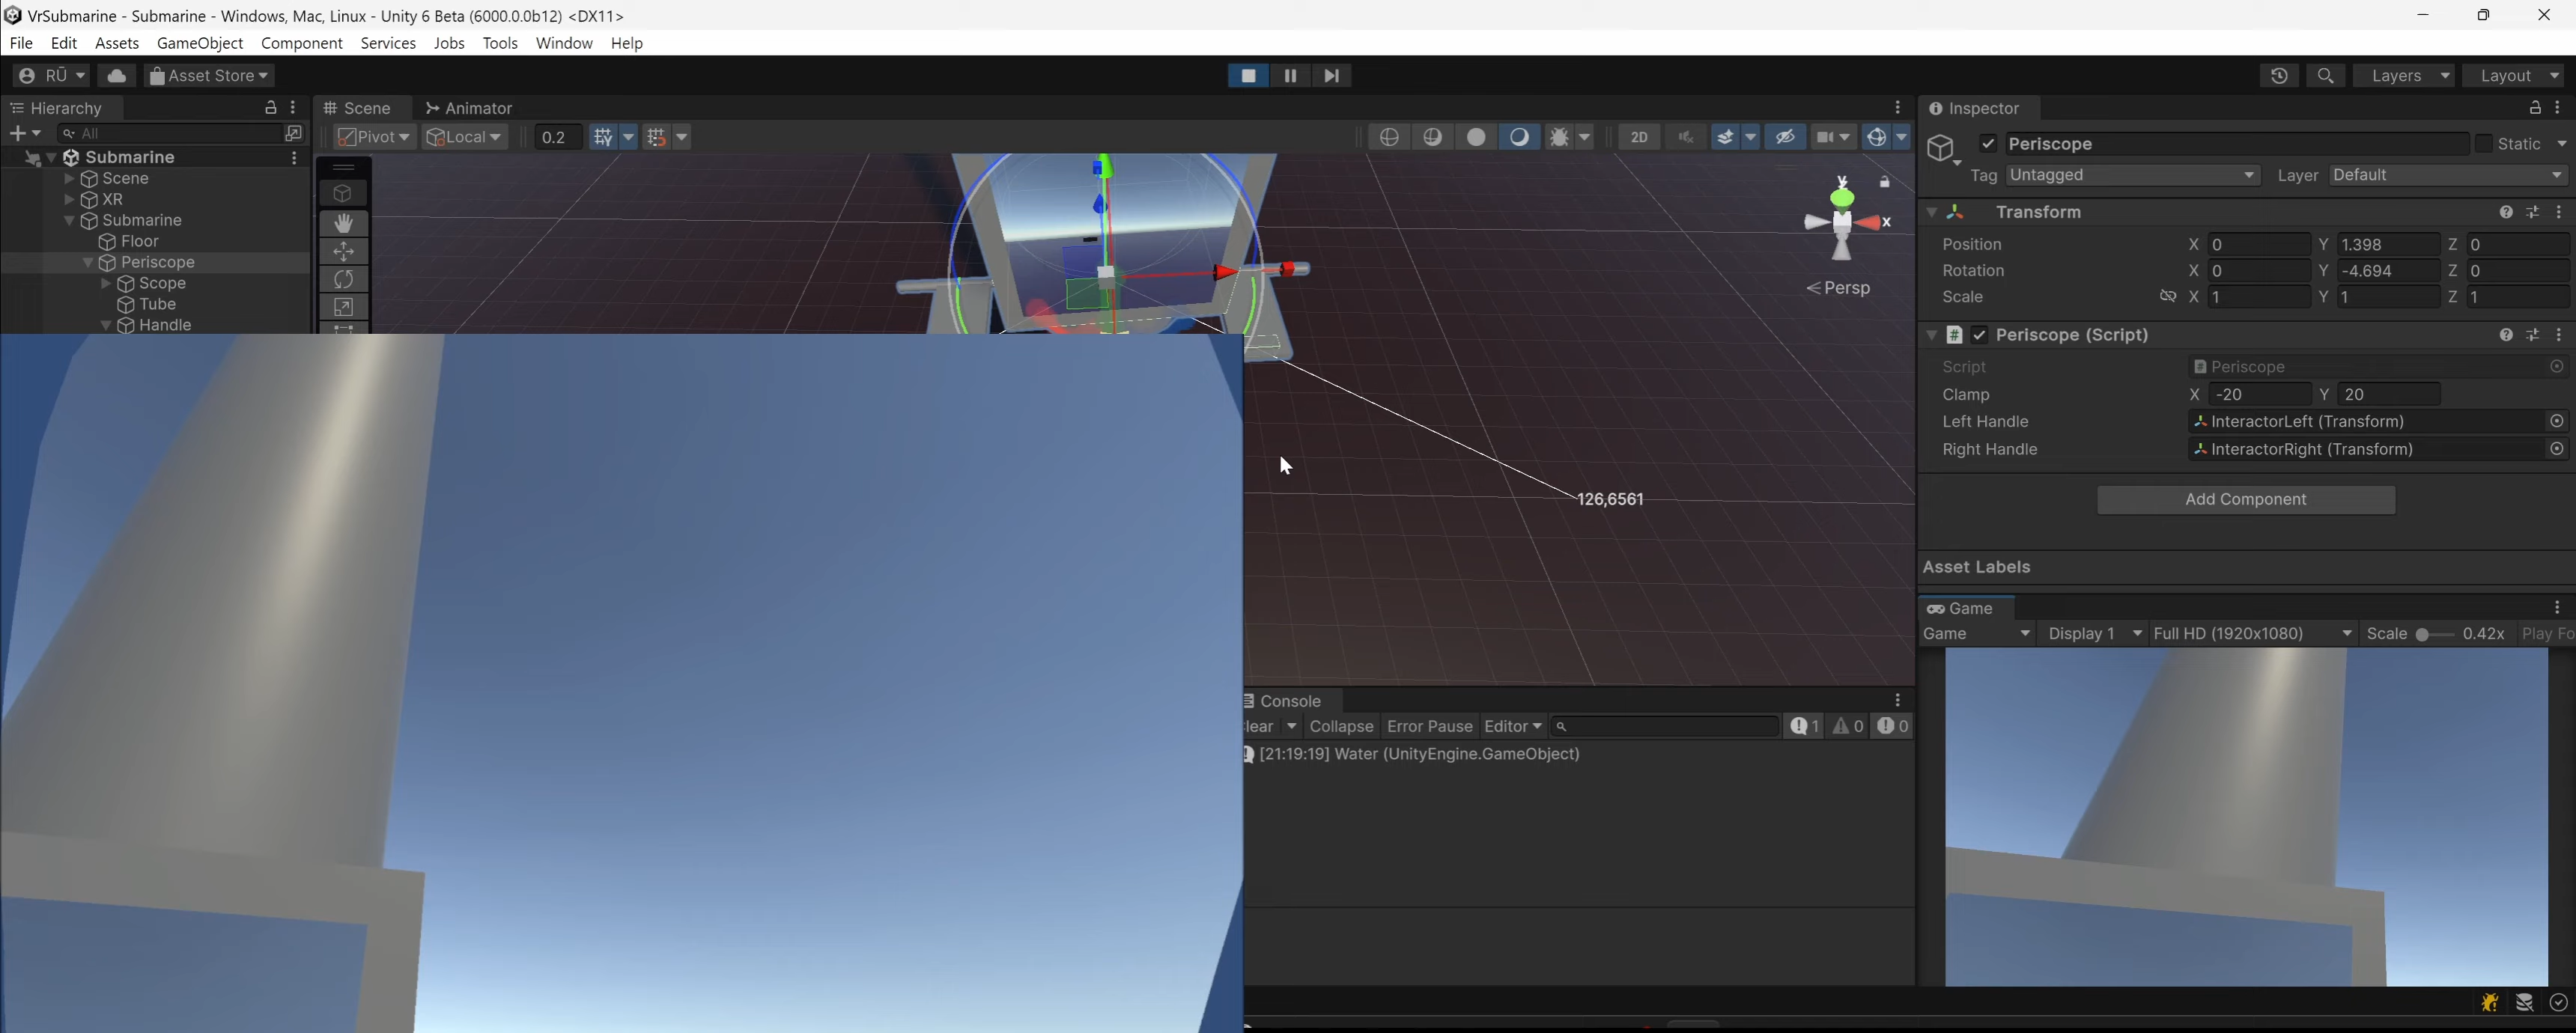 VrSubmarine - Submarine - Windows, Mac, Linux - Unity 6 Beta (6000.0.0b12) <DX11>
File Edit Assets GameObject Component Services Jobs Tools Window Help
RŪ Asset Store Layers Layout
Hierarchy
All
Submarine
Scene
XR
Submarine
Floor
Periscope
Scope
Tube
Handle
Scene Animator
Pivot Local 0.2 2D
Y
X
Persp
126,6561
Console
lear Collapse Error Pause Editor 1 0 0
[21:19:19] Water (UnityEngine.GameObject)
Inspector
Periscope Static
Tag Untagged Layer Default
Transform
Position X 0 Y 1.398 Z 0
Rotation X 0 Y -4.694 Z 0
Scale X 1 Y 1 Z 1
Periscope (Script)
Script Periscope
Clamp X -20 Y 20
Left Handle InteractorLeft (Transform)
Right Handle InteractorRight (Transform)
Add Component
Asset Labels
Game
Game Display 1 Full HD (1920x1080) Scale 0.42x Play Fo